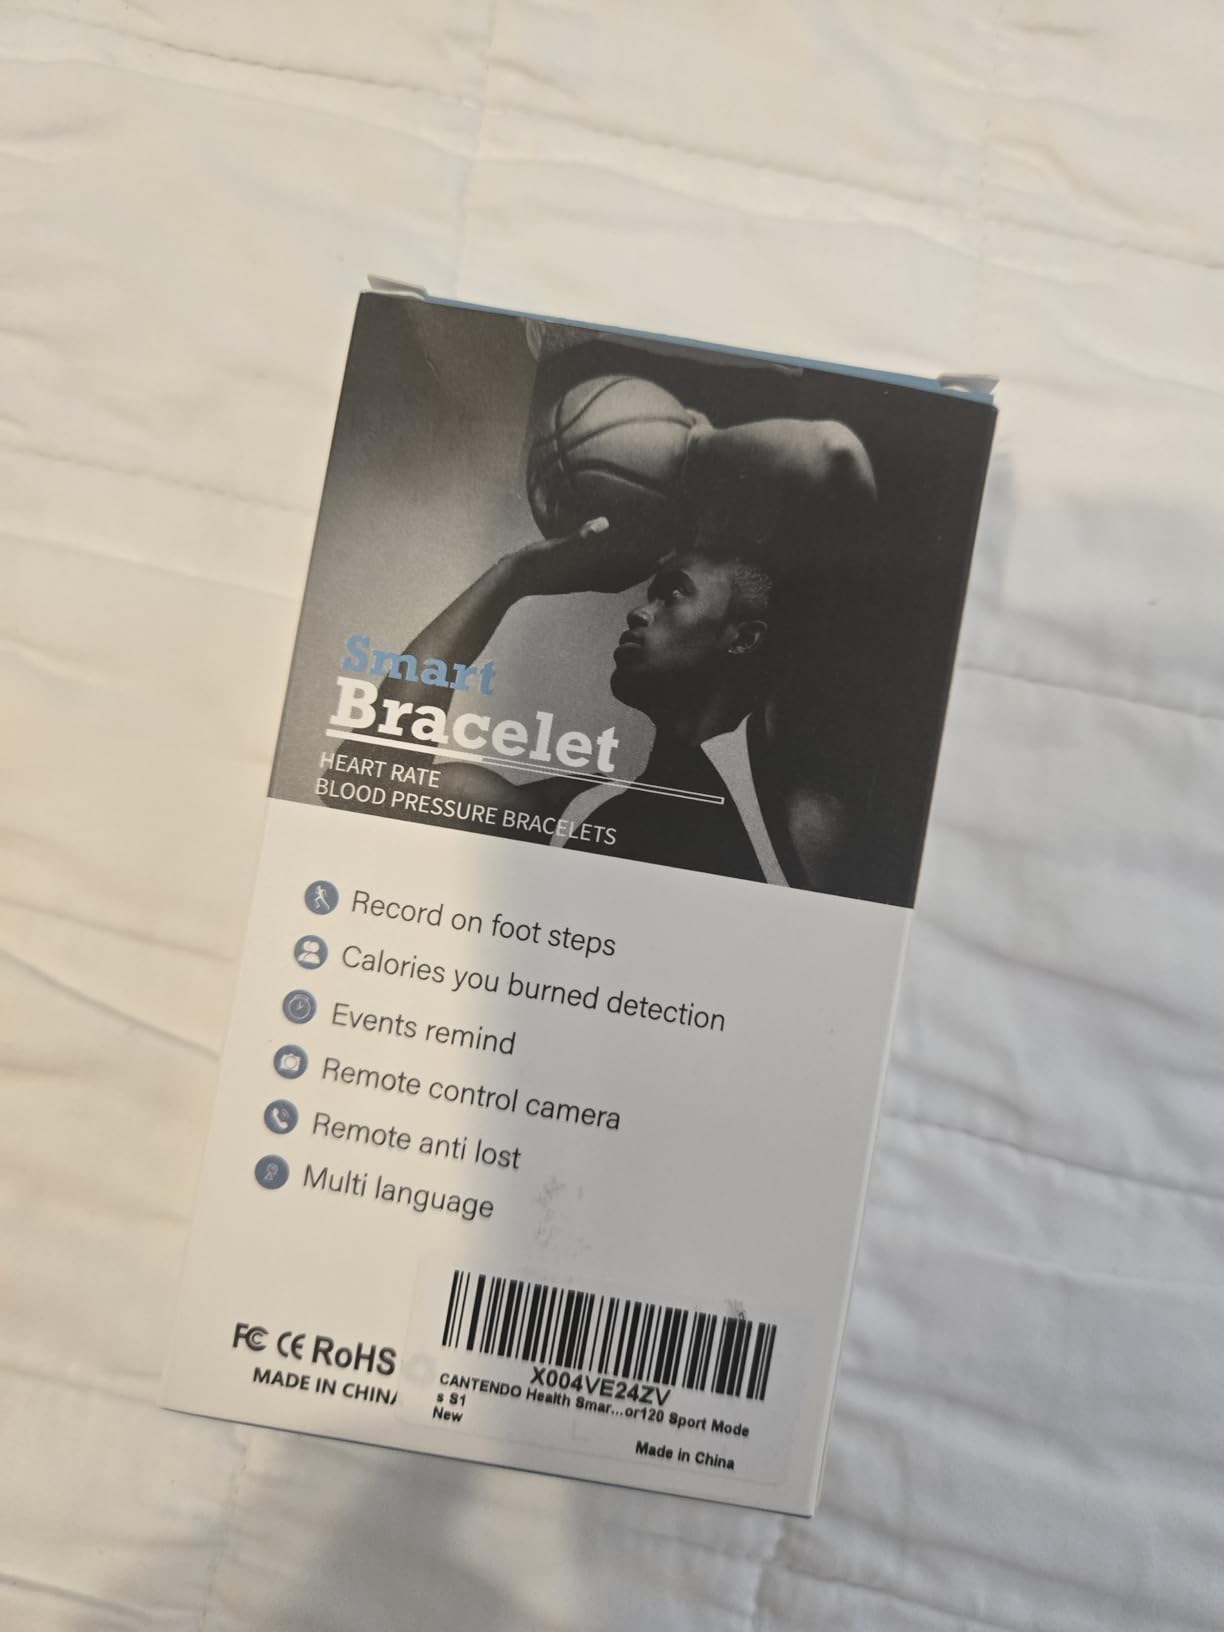 Smart
Bracelet
HEART RATE
BLOOD PRESSURE BRACELETS
Record on foot steps
Calories you burned detection
Events remind
Remote control camera
Remote anti lost
Multi language
FC CE RoHS
MADE IN CHINA
X004VE24ZV
CANTENDO Health Smar...or120 Sport Mode
s S1
New
Made in China